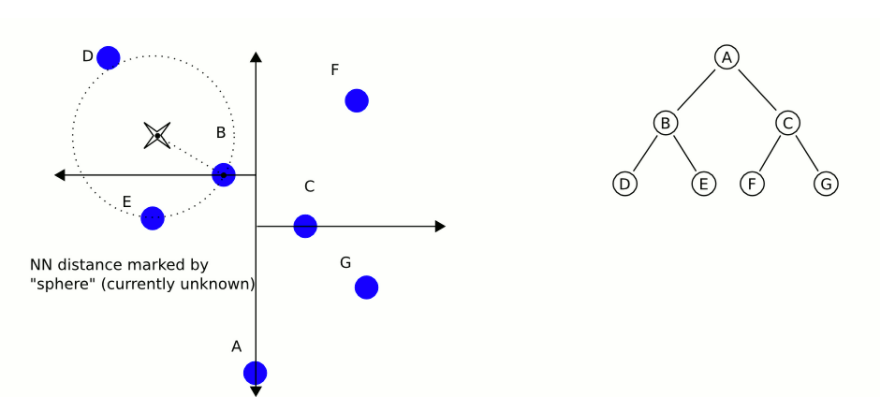 D
F
B
C
E
G
A
NN distance marked by
"sphere" (currently unknown)
A
B
C
D
E
F
G